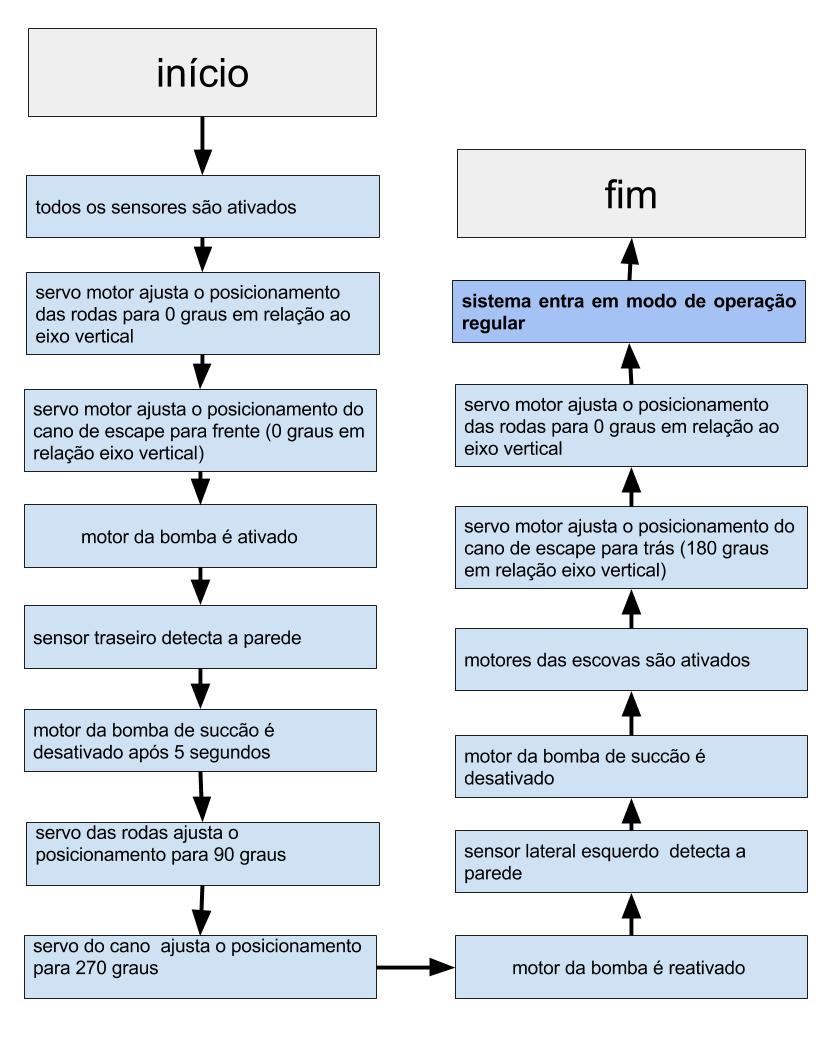 início
todos os sensores são ativados
servo motor ajusta o posicionamento
das rodas para 0 graus em relação ao
eixo vertical
servo motor ajusta o posicionamento do
cano de escape para frente (0 graus em
relação eixo vertical)
motor da bomba é ativado
sensor traseiro detecta a parede
motor da bomba de succão é
desativado após 5 segundos
servo das rodas ajusta o
posicionamento para 90 graus
servo do cano  ajusta o posicionamento
para 270 graus
motor da bomba é reativado
sensor lateral esquerdo  detecta a
parede
motor da bomba de succão é
desativado
motores das escovas são ativados
servo motor ajusta o posicionamento do
cano de escape para trás (180 graus
em relação eixo vertical)
servo motor ajusta o posicionamento
das rodas para 0 graus em relação ao
eixo vertical
sistema entra em modo de operação
regular
fim